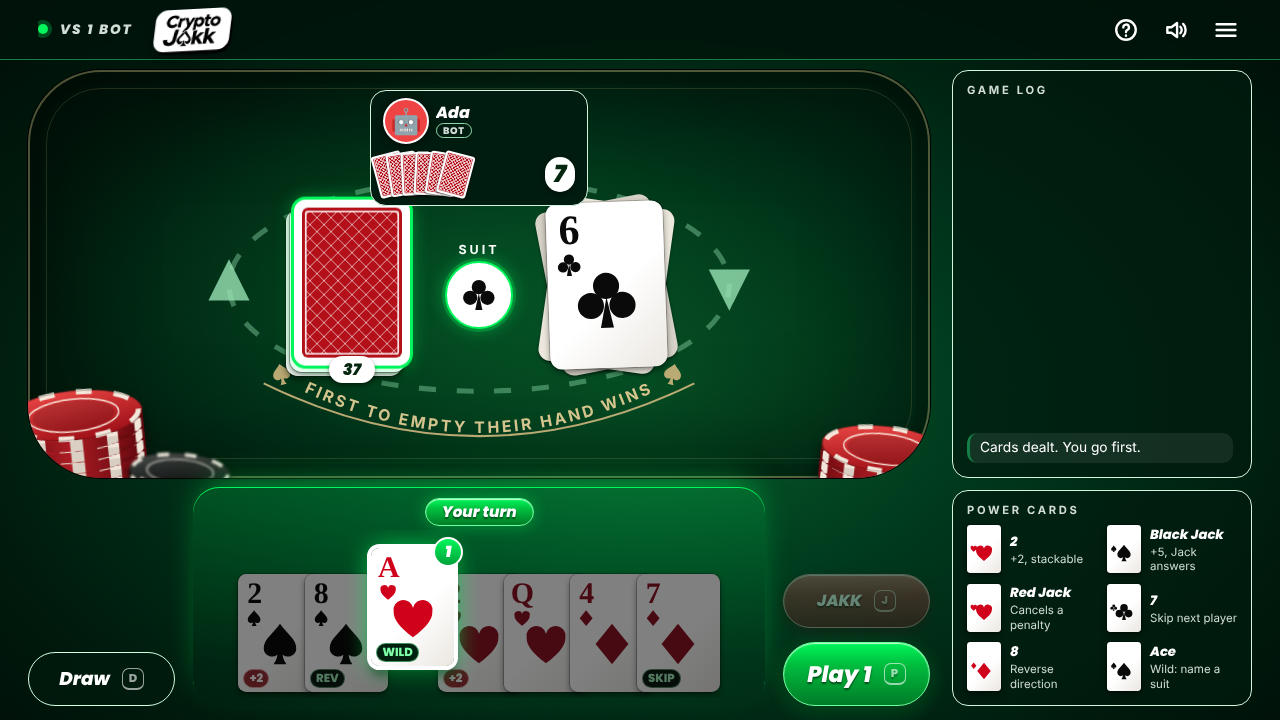 VS 1 BOT
Crypto
Jakk
Ada
BOT
7
SUIT
6
37
FIRST TO EMPTY THEIR HAND WINS
GAME LOG
Cards dealt. You go first.
Your turn
1
2
+2
8
REV
A
WILD
+2
Q
4
7
SKIP
Draw D
JAKK J
Play 1 P
POWER CARDS
2
+2, stackable
Black Jack
+5, Jack
answers
Red Jack
Cancels a
penalty
7
Skip next player
8
Reverse
direction
Ace
Wild: name a
suit